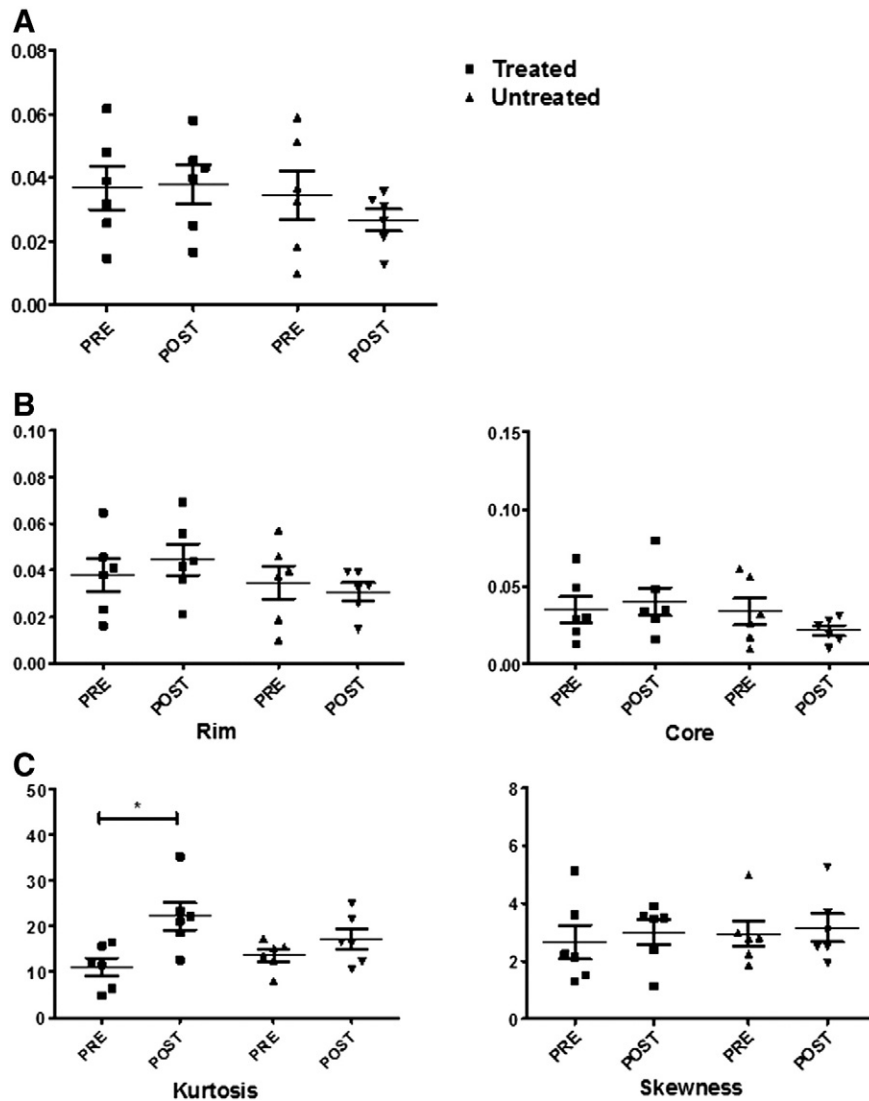 A
0.08
0.06
0.04
0.02
0.00
PRE
POST
PRE
POST
Treated
Untreated
B
0.10
0.08
0.06
0.04
0.02
0.00
PRE
POST
PRE
POST
Rim
0.15
0.10
0.05
0.00
PRE
POST
PRE
POST
Core
C
50
40
30
20
10
0
*
PRE
POST
PRE
POST
Kurtosis
8
6
4
2
0
PRE
POST
PRE
POST
Skewness